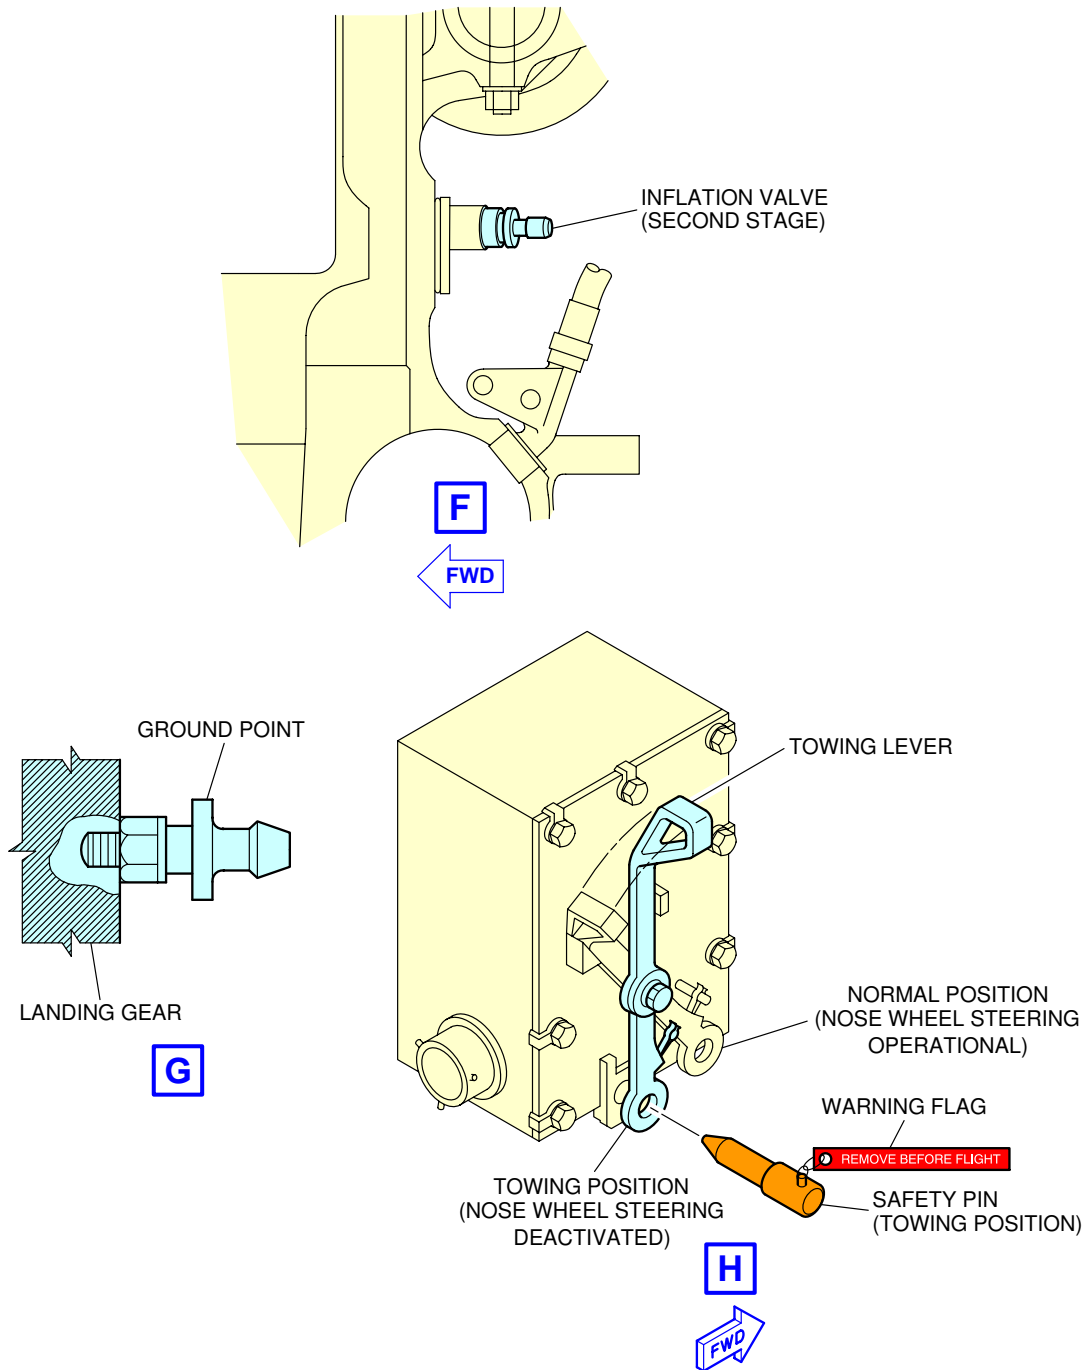 INFLATION VALVE
(SECOND STAGE)
F
FWD
GROUND POINT
LANDING GEAR
G
TOWING LEVER
NORMAL POSITION
(NOSE WHEEL STEERING
OPERATIONAL)
WARNING FLAG
REMOVE BEFORE FLIGHT
SAFETY PIN
(TOWING POSITION)
TOWING POSITION
(NOSE WHEEL STEERING
DEACTIVATED)
H
FWD